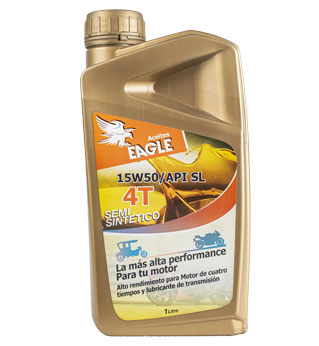 Aceites
EAGLE
15W50/API SL
4T
SEMI
SINTÉTICO
La más alta performance
Para tu motor
Alto rendimiento para Motor de cuatro
tiempos y lubricante de transmisión
1 Litro